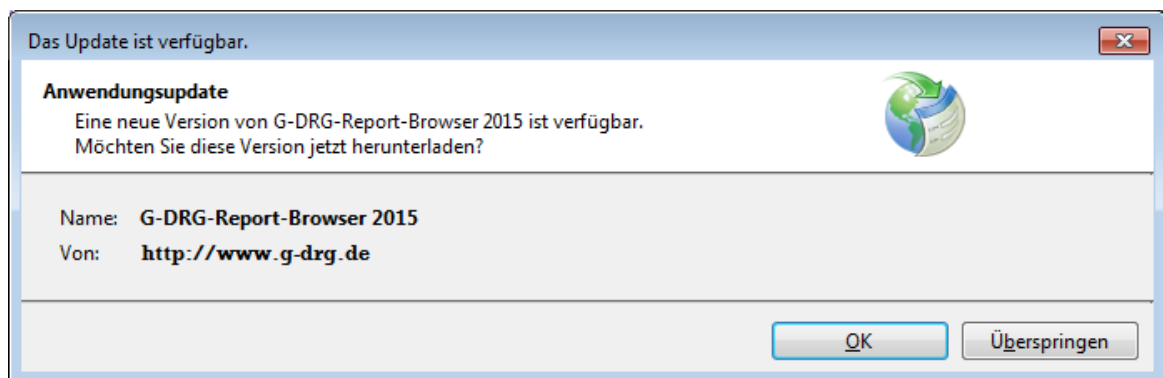 Das Update ist verfügbar.
Anwendungsupdate
Eine neue Version von G-DRG-Report-Browser 2015 ist verfügbar.
Möchten Sie diese Version jetzt herunterladen?
Name: G-DRG-Report-Browser 2015
Von: http://www.g-drg.de
OK Überspringen